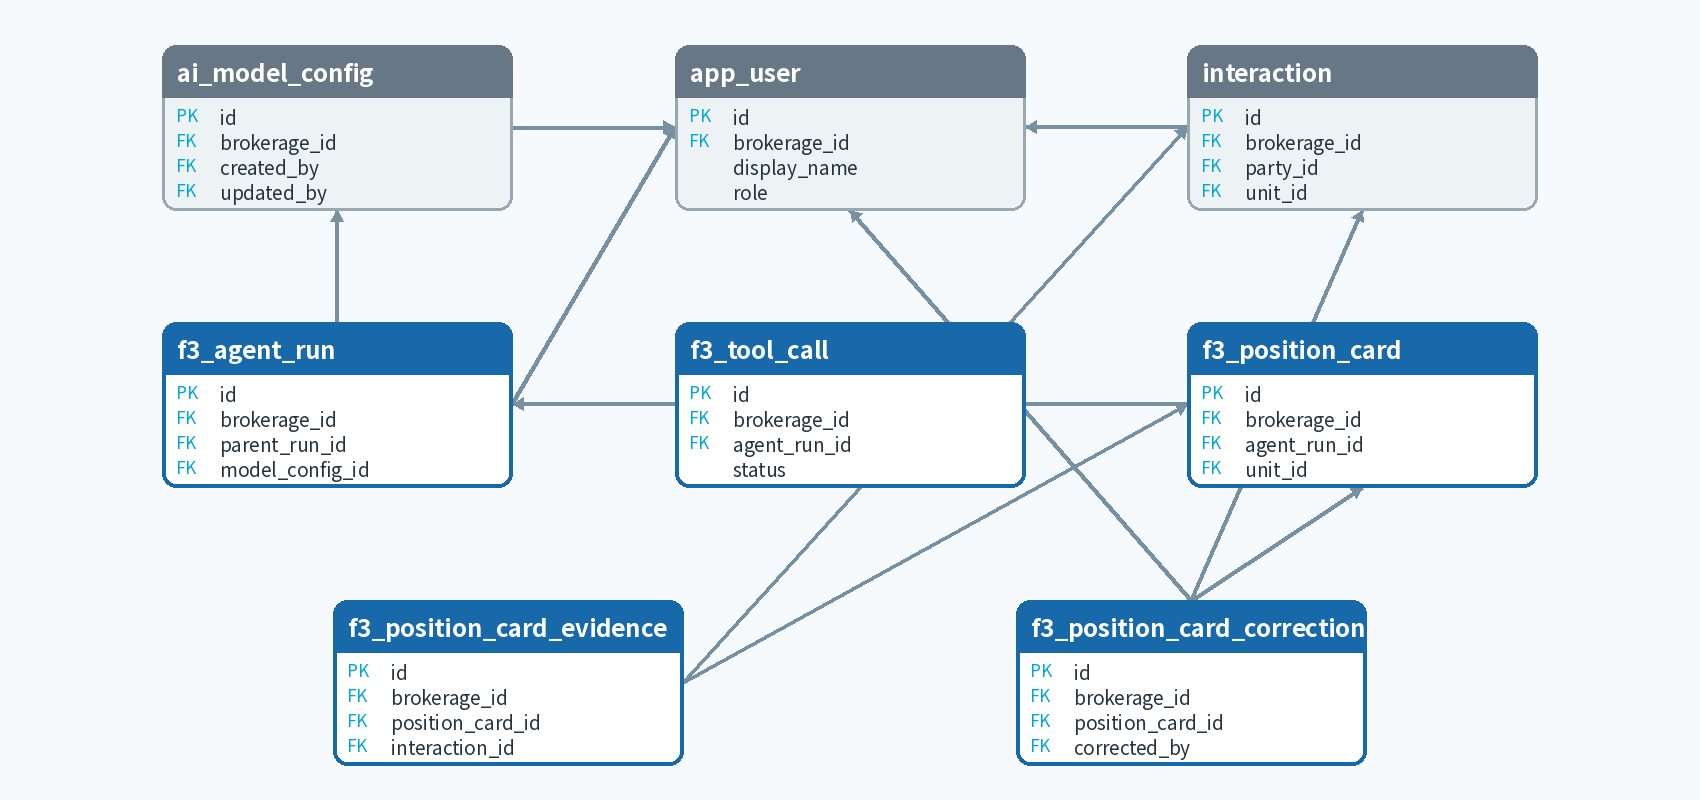 ai_model_config
PK id
FK brokerage_id
FK created_by
FK updated_by
app_user
PK id
FK brokerage_id
display_name
role
interaction
PK id
FK brokerage_id
FK party_id
FK unit_id
f3_agent_run
PK id
FK brokerage_id
FK parent_run_id
FK model_config_id
f3_tool_call
PK id
FK brokerage_id
FK agent_run_id
status
f3_position_card
PK id
FK brokerage_id
FK agent_run_id
FK unit_id
f3_position_card_evidence
PK id
FK brokerage_id
FK position_card_id
FK interaction_id
f3_position_card_correction
PK id
FK brokerage_id
FK position_card_id
FK corrected_by